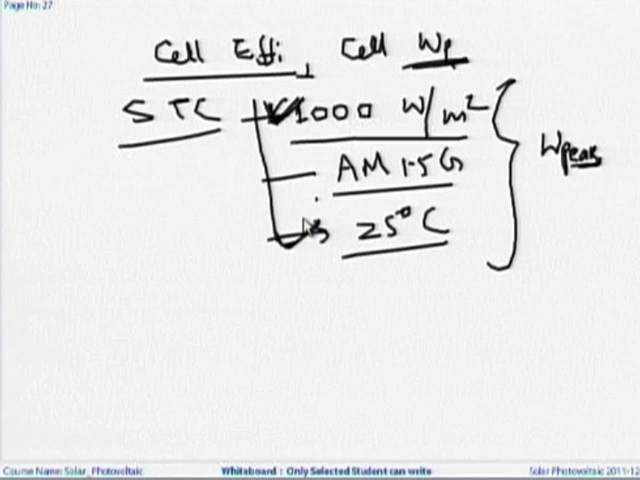 Page No: 27
Cell Effi, Cell Wp
STC 1000 W/m²
AM 1.5 G
25° C
Wpeak
Course Name: Solar_Photovoltaic Whiteboard : Only Selected Student can write Solar Photovoltaic 2011-12